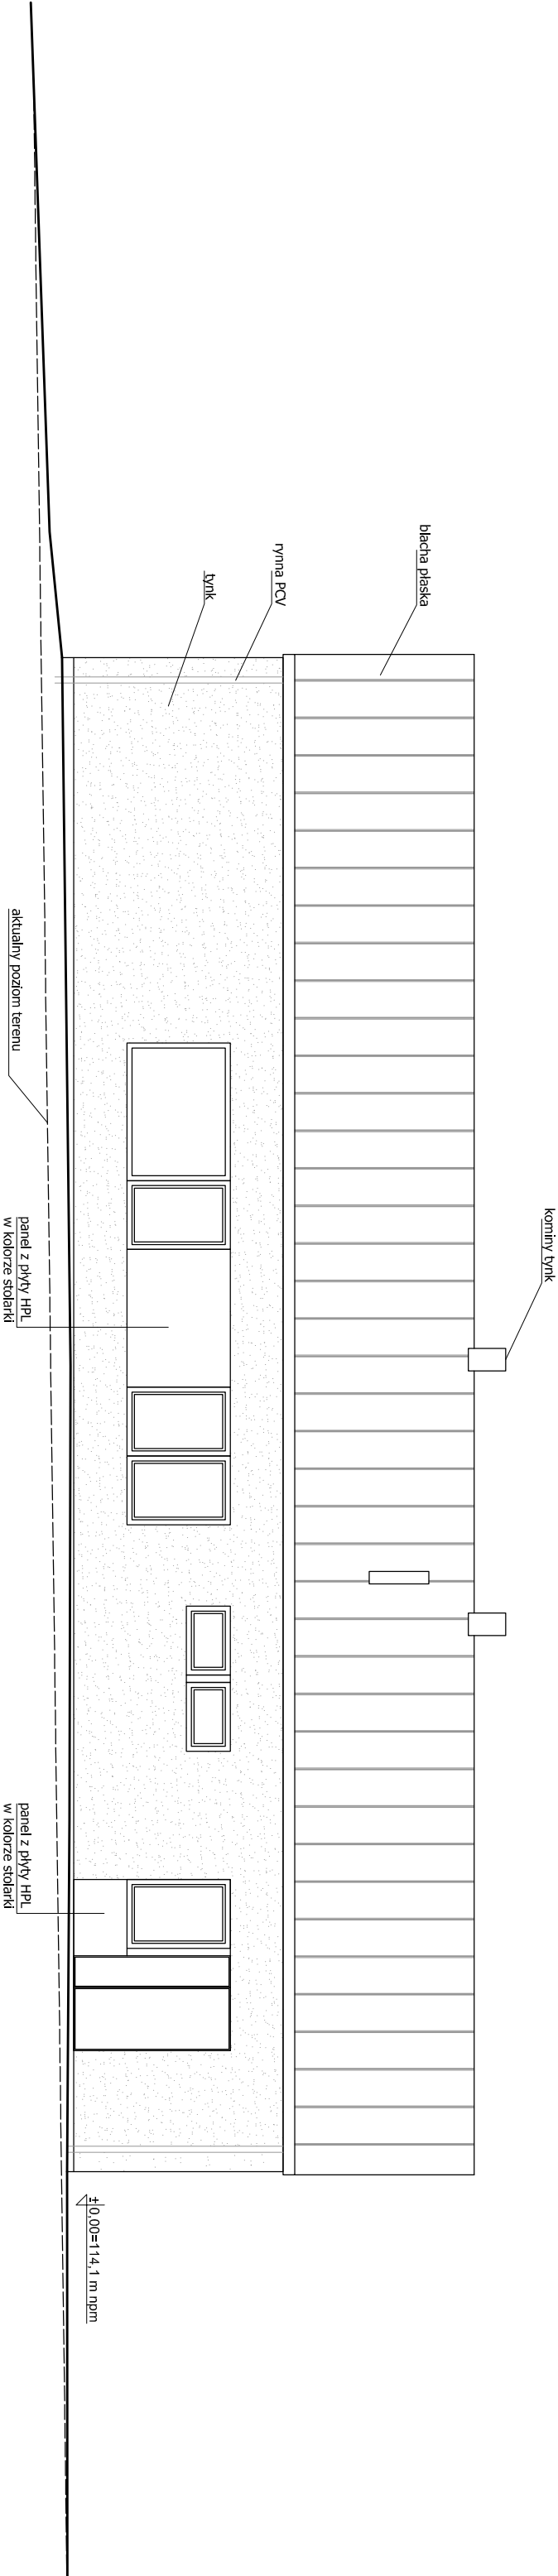 kominy tynk
blacha płaska
rynna PCV
tynk
± 0,00=114,1 m npm
aktualny poziom terenu
panel z płyty HPL
w kolorze stolarki
panel z płyty HPL
w kolorze stolarki